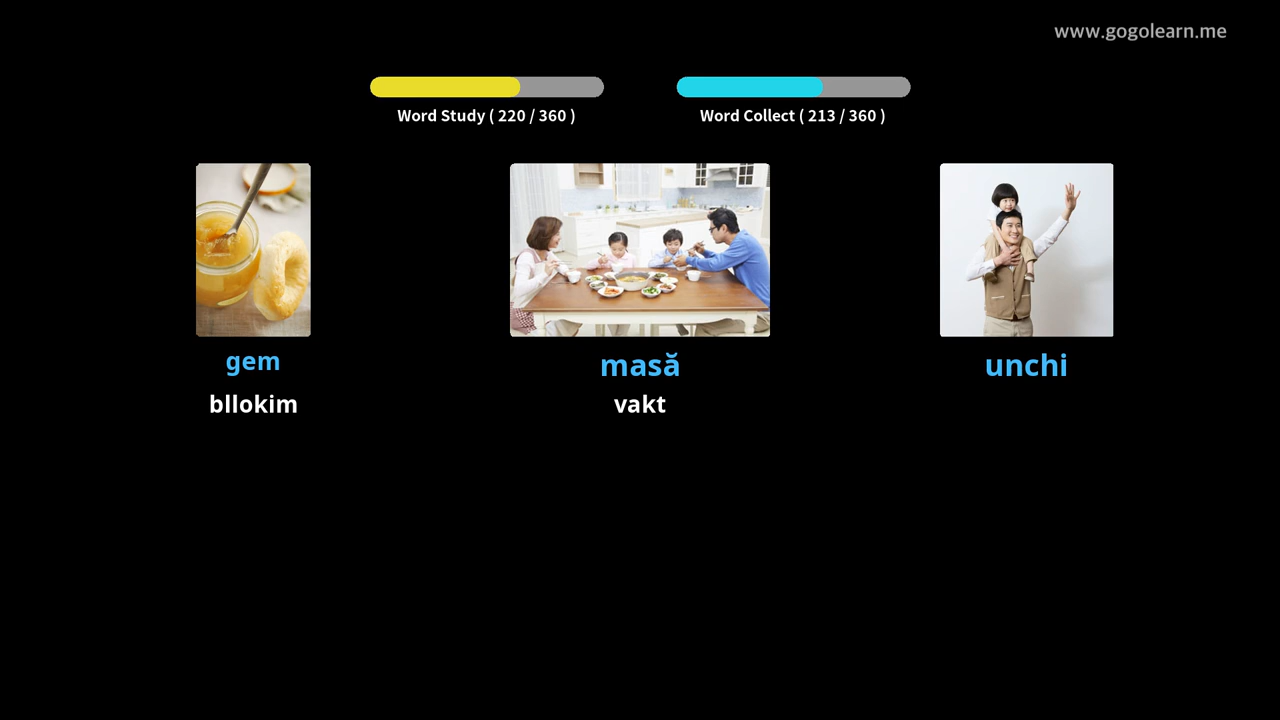 www.gogolearn.me
Word Study ( 220 / 360 )
Word Collect ( 213 / 360 )
gem
masă
unchi
bllokim
vakt